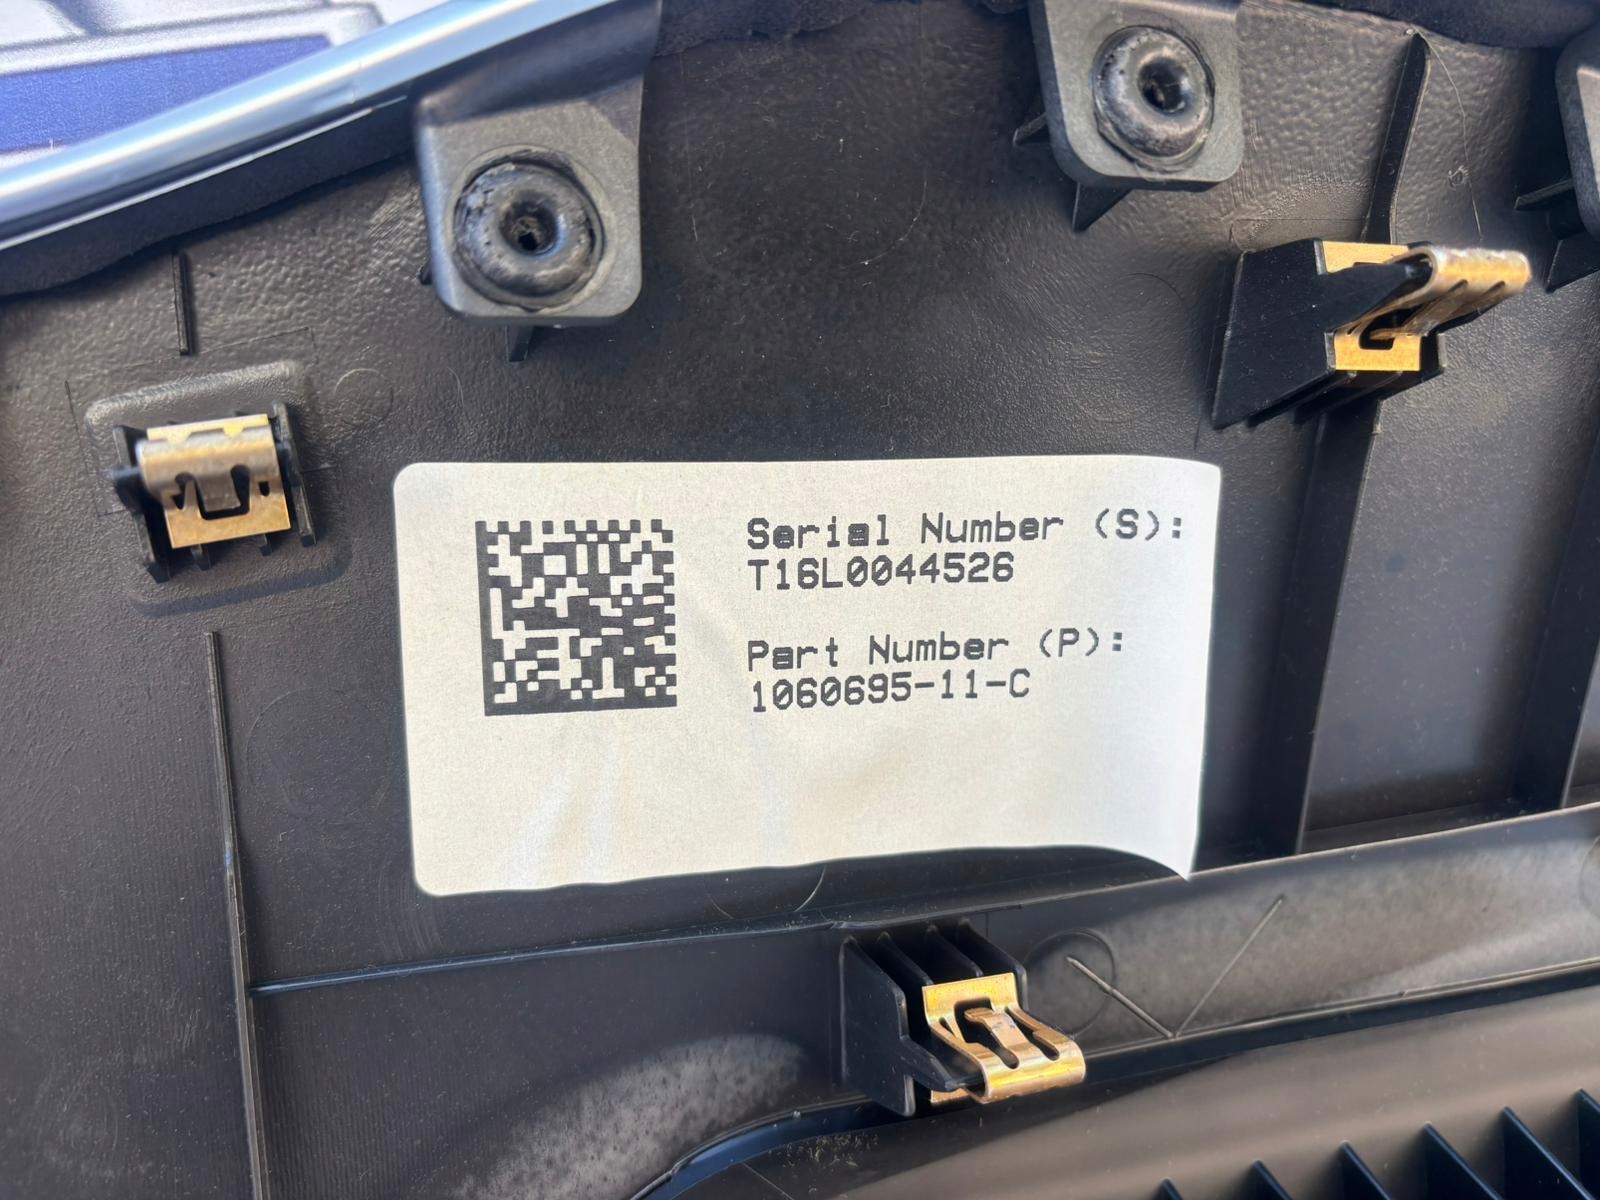 Serial Number (S):
T16L0044526
Part Number (P):
1060695-11-C